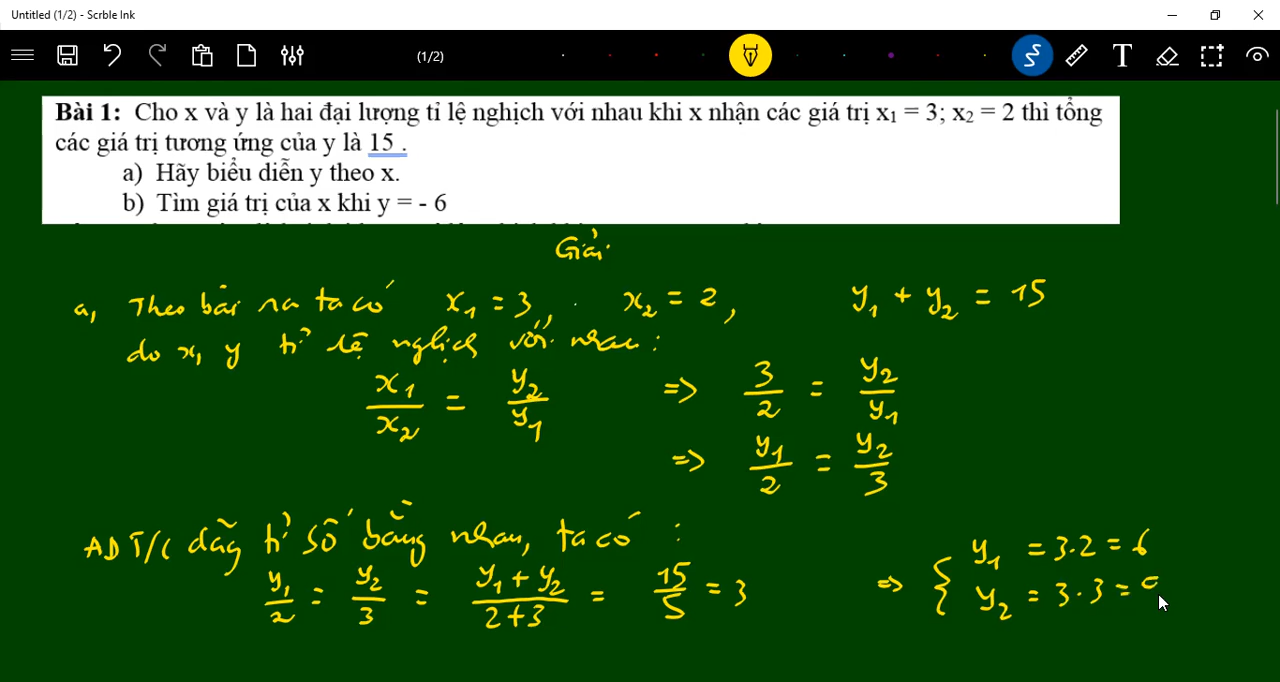 Untitled (1/2) - Scrble Ink
(1/2)
T
Bài 1: Cho x và y là hai đại lượng tỉ lệ nghịch với nhau khi x nhận các giá trị x₁ = 3; x₂ = 2 thì tổng
các giá trị tương ứng của y là 15 .
a) Hãy biểu diễn y theo x.
b) Tìm giá trị của x khi y = - 6
Giải
a, Theo bài ra ta có x₁ = 3, x₂ = 2, y₁ + y₂ = 15
do x, y tỉ lệ nghịch với nhau :
x₁/x₂ = y₂/y₁ => 3/2 = y₂/y₁
=> y₁/2 = y₂/3
ADT/C dãy tỉ số bằng nhau, ta có :
y₁/2 = y₂/3 = (y₁ + y₂)/(2+3) = 15/5 = 3 => { y₁ = 3.2 = 6
y₂ = 3.3 =